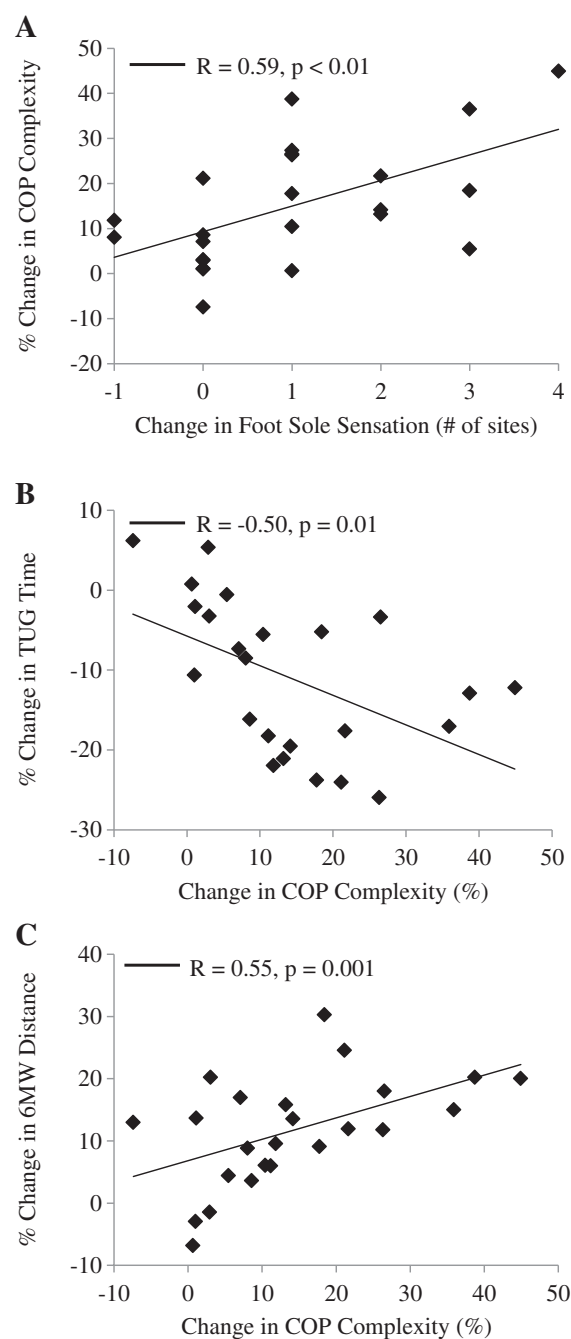 A
R = 0.59, p < 0.01
% Change in COP Complexity
50
40
30
20
10
0
-10
-20
-1 0 1 2 3 4
Change in Foot Sole Sensation (# of sites)
B
R = -0.50, p = 0.01
% Change in TUG Time
10
0
-10
-20
-30
-10 0 10 20 30 40 50
Change in COP Complexity (%)
C
R = 0.55, p = 0.001
% Change in 6MW Distance
40
30
20
10
0
-10
-10 0 10 20 30 40 50
Change in COP Complexity (%)